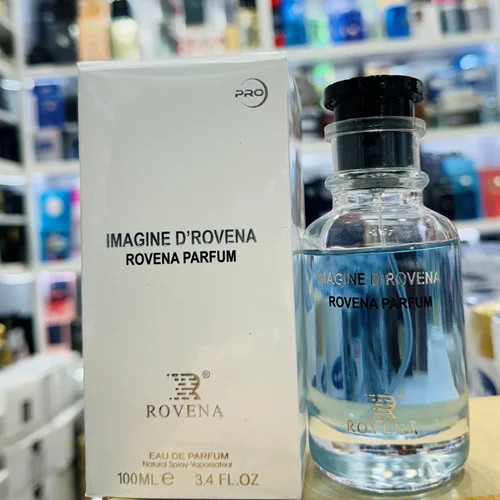 PRO
IMAGINE D'ROVENA
ROVENA PARFUM
R®
ROVENA
EAU DE PARFUM
Natural Spray-Vaporisateur
100ML ℮ 3.4 FL.OZ
IMAGINE D'ROVENA
ROVENA PARFUM
R
ROVENA